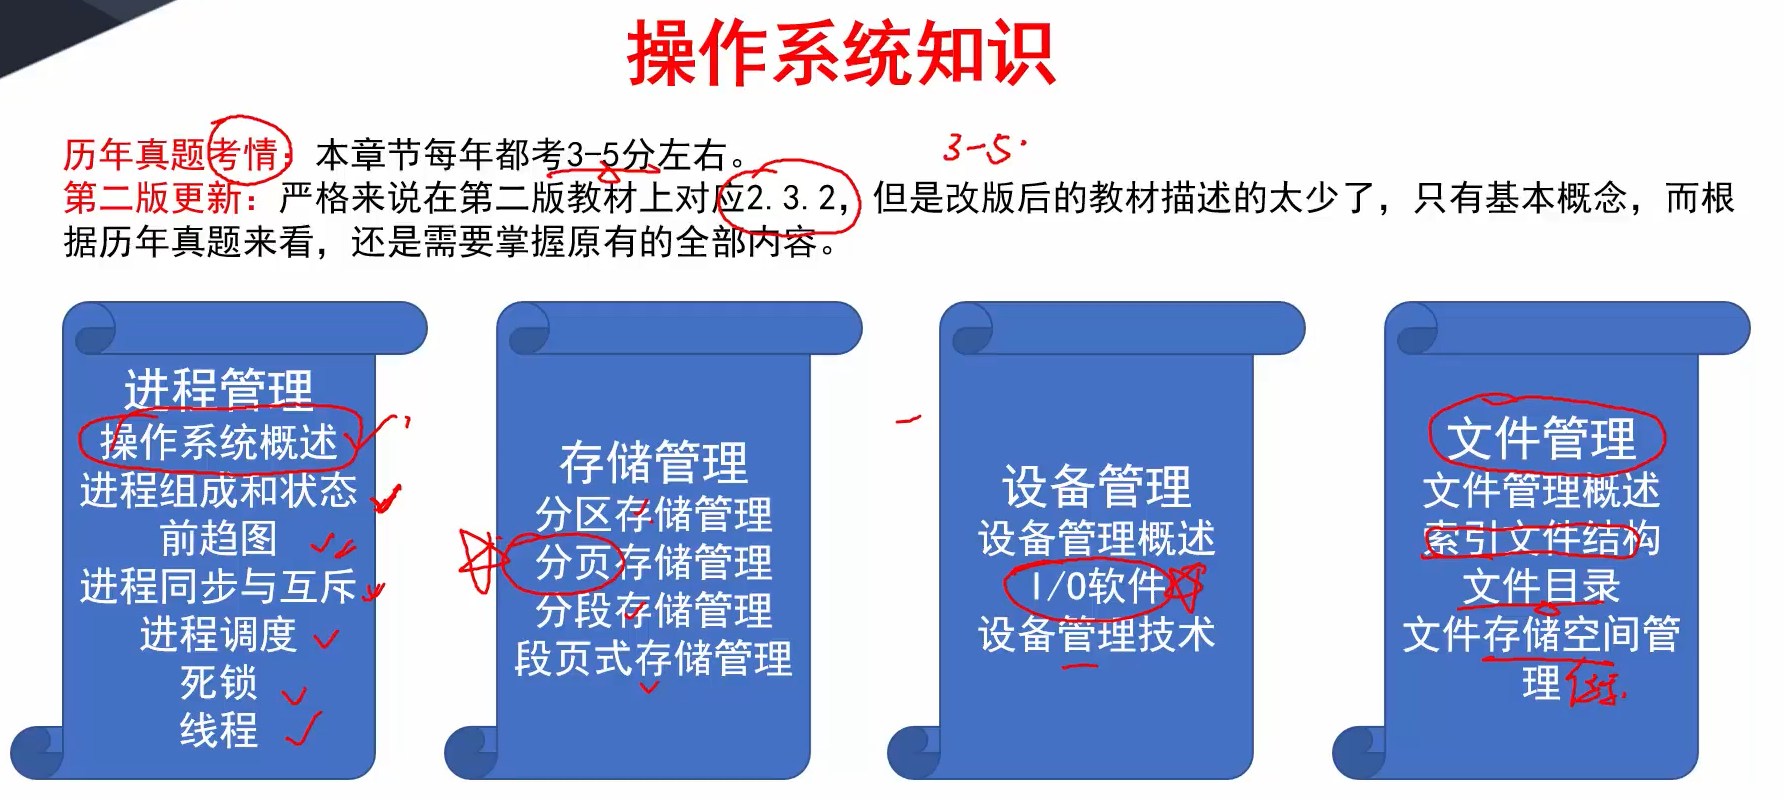 操作系统知识
历年真题考情：本章节每年都考3-5分左右。
3-5
第二版更新：严格来说在第二版教材上对应2.3.2，但是改版后的教材描述的太少了，只有基本概念，而根
据历年真题来看，还是需要掌握原有的全部内容。
进程管理
操作系统概述
进程组成和状态
前趋图
进程同步与互斥
进程调度
死锁
线程
存储管理
分区存储管理
分页存储管理
分段存储管理
段页式存储管理
设备管理
设备管理概述
I/O软件
设备管理技术
文件管理
文件管理概述
索引文件结构
文件目录
文件存储空间管
理